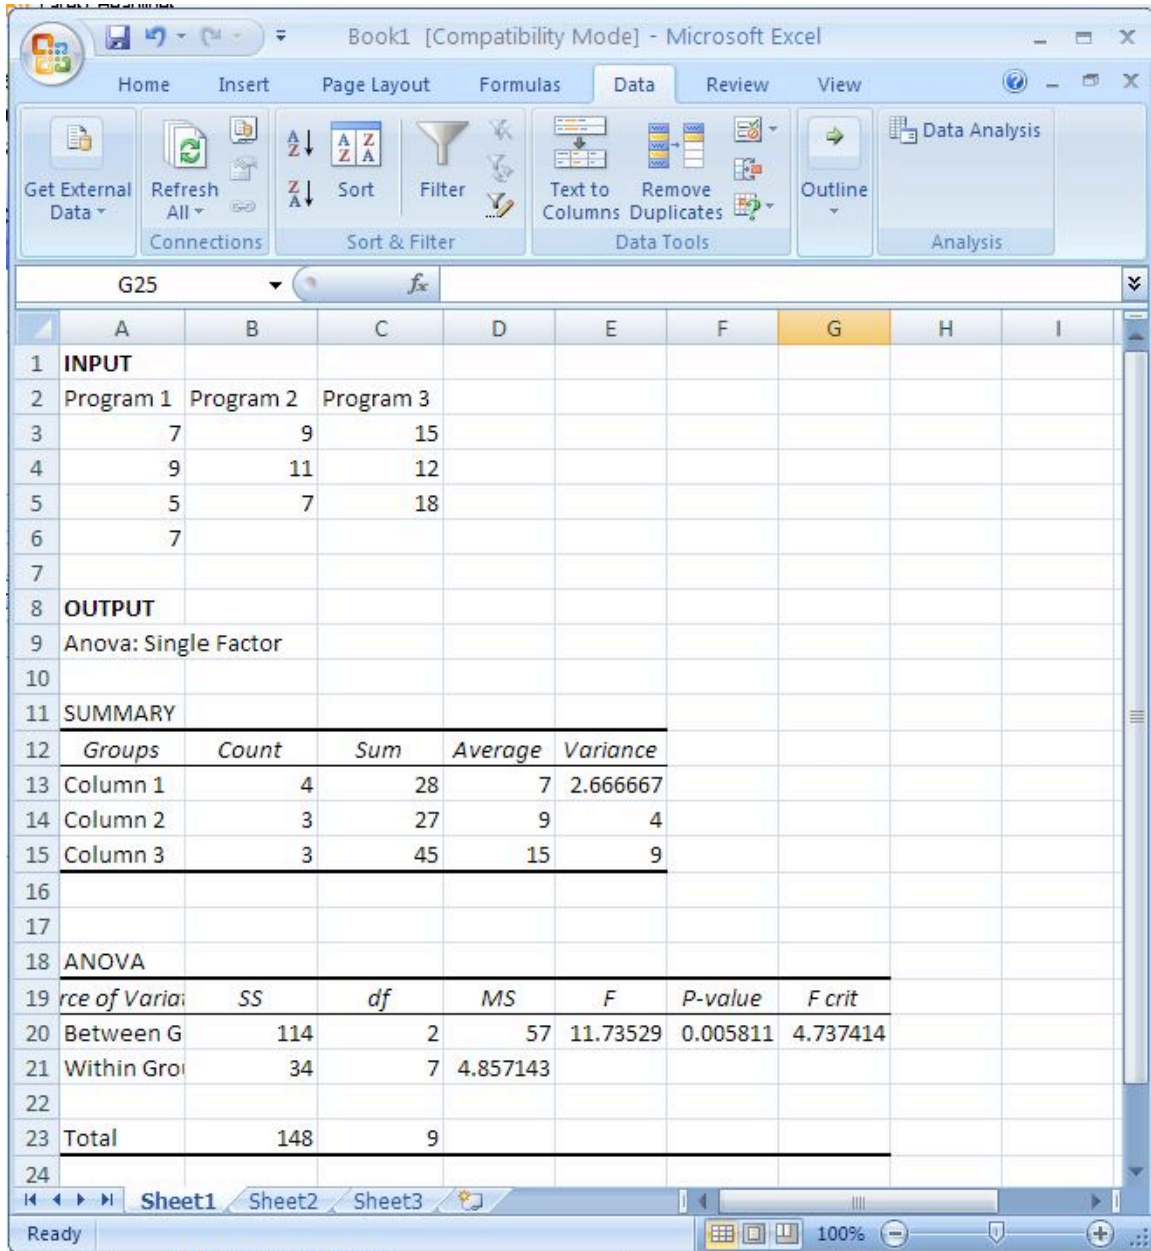 Book1 [Compatibility Mode] - Microsoft Excel
Home Insert Page Layout Formulas Data Review View
Get External Data
Refresh All
Connections
Sort
Filter
Sort & Filter
Text to Columns
Remove Duplicates
Data Tools
Outline
Data Analysis
Analysis
G25 fx
A B C D E F G H I
1 INPUT
2 Program 1 Program 2 Program 3
3 7 9 15
4 9 11 12
5 5 7 18
6 7
7
8 OUTPUT
9 Anova: Single Factor
10
11 SUMMARY
12 Groups Count Sum Average Variance
13 Column 1 4 28 7 2.666667
14 Column 2 3 27 9 4
15 Column 3 3 45 15 9
16
17
18 ANOVA
19 rce of Variat SS df MS F P-value F crit
20 Between G 114 2 57 11.73529 0.005811 4.737414
21 Within Grou 34 7 4.857143
22
23 Total 148 9
24
Sheet1 Sheet2 Sheet3
Ready 100%